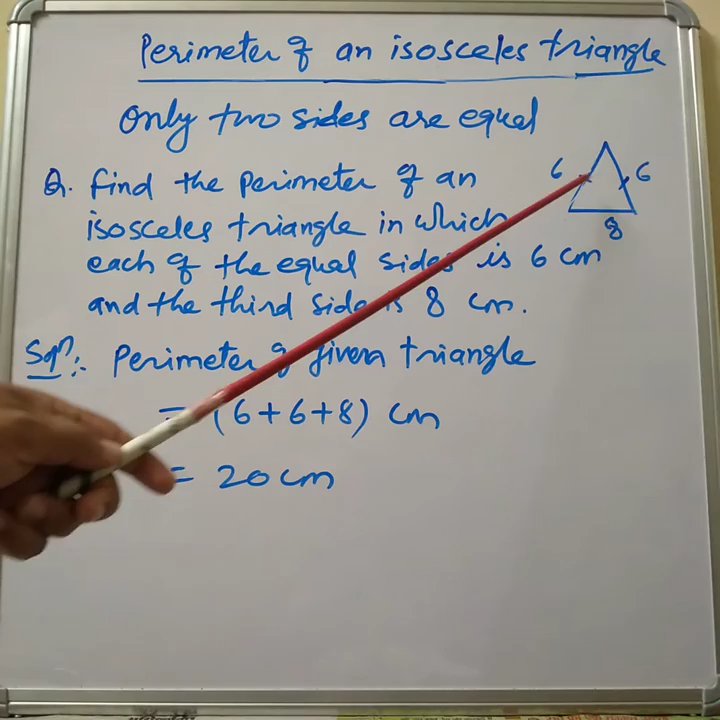 Perimeter of an isosceles triangle
Only two sides are equal
Q. Find the perimeter of an
isosceles triangle in which
each of the equal sides is 6 cm
and the third side is 8 cm.
6 6
8
Sol<sup>n</sup>:. Perimeter of given triangle
= (6+6+8) cm
= 20 cm